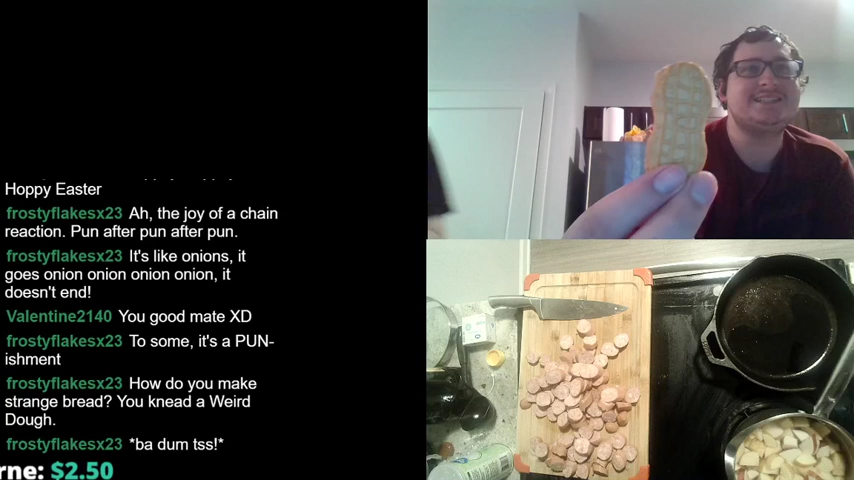 Hoppy Easter
frostyflakesx23 Ah, the joy of a chain
reaction. Pun after pun after pun.
frostyflakesx23 It's like onions, it
goes onion onion onion onion, it
doesn't end!
Valentine2140 You good mate XD
frostyflakesx23 To some, it's a PUN-
ishment
frostyflakesx23 How do you make
strange bread? You knead a Weird
Dough.
frostyflakesx23 *ba dum tss!*
rne: $2.50